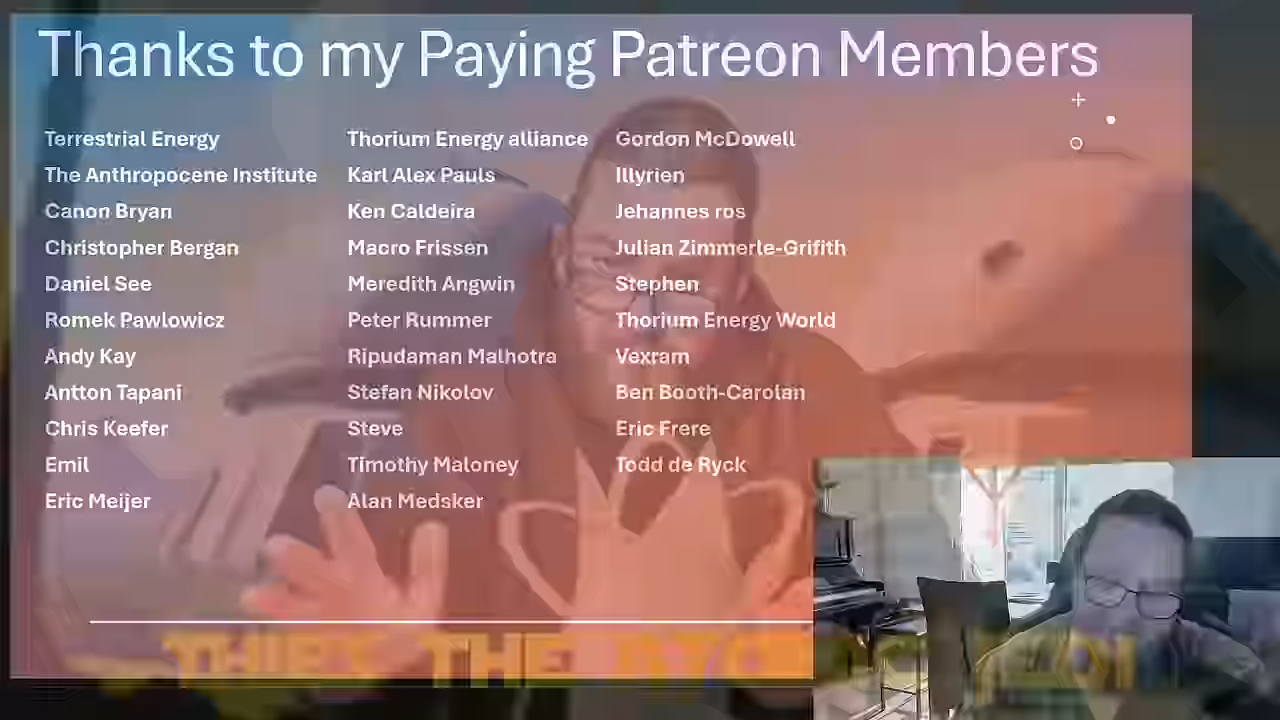 Thanks to my Paying Patreon Members
Terrestrial Energy
The Anthropocene Institute
Canon Bryan
Christopher Bergan
Daniel See
Romek Pawlowicz
Andy Kay
Antton Tapani
Chris Keefer
Emil
Eric Meijer
Thorium Energy alliance
Karl Alex Pauls
Ken Caldeira
Macro Frissen
Meredith Angwin
Peter Rummer
Ripudaman Malhotra
Stefan Nikolov
Steve
Timothy Maloney
Alan Medsker
Gordon McDowell
Illyrien
Jehannes ros
Julian Zimmerle-Grifith
Stephen
Thorium Energy World
Vexram
Ben Booth-Carolan
Eric Frere
Todd de Ryck
THE